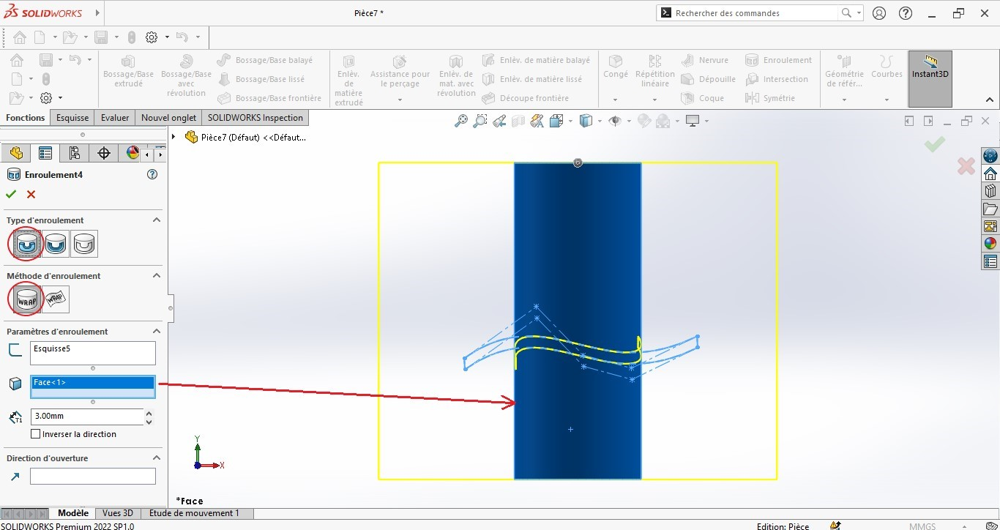 SOLIDWORKS
Pièce7 *
Rechercher des commandes
Bossage/Base
extrudé
Bossage/Base
avec
révolution
Bossage/Base balayé
Bossage/Base lissé
Bossage/Base frontière
Enlèv.
de
matière
extrudé
Assistance pour
le perçage
Enlèv. de
mat. avec
révolution
Enlèv. de matière balayé
Enlèv. de matière lissé
Découpe frontière
Congé
Répétition
linéaire
Nervure
Dépouille
Coque
Enroulement
Intersection
Symétrie
Géométrie
de référ...
Courbes
Instant3D
Fonctions
Esquisse
Evaluer
Nouvel onglet
SOLIDWORKS Inspection
Pièce7 (Défaut) <<Défaut...
Enroulement4
Type d'enroulement
Méthode d'enroulement
WRAP
WRAP
Paramètres d'enroulement
Esquisse5
Face<1>
T1
3.00mm
Inverser la direction
Direction d'ouverture
Y
X
*Face
Modèle
Vues 3D
Etude de mouvement 1
SOLIDWORKS Premium 2022 SP1.0
Edition: Pièce
MMGS